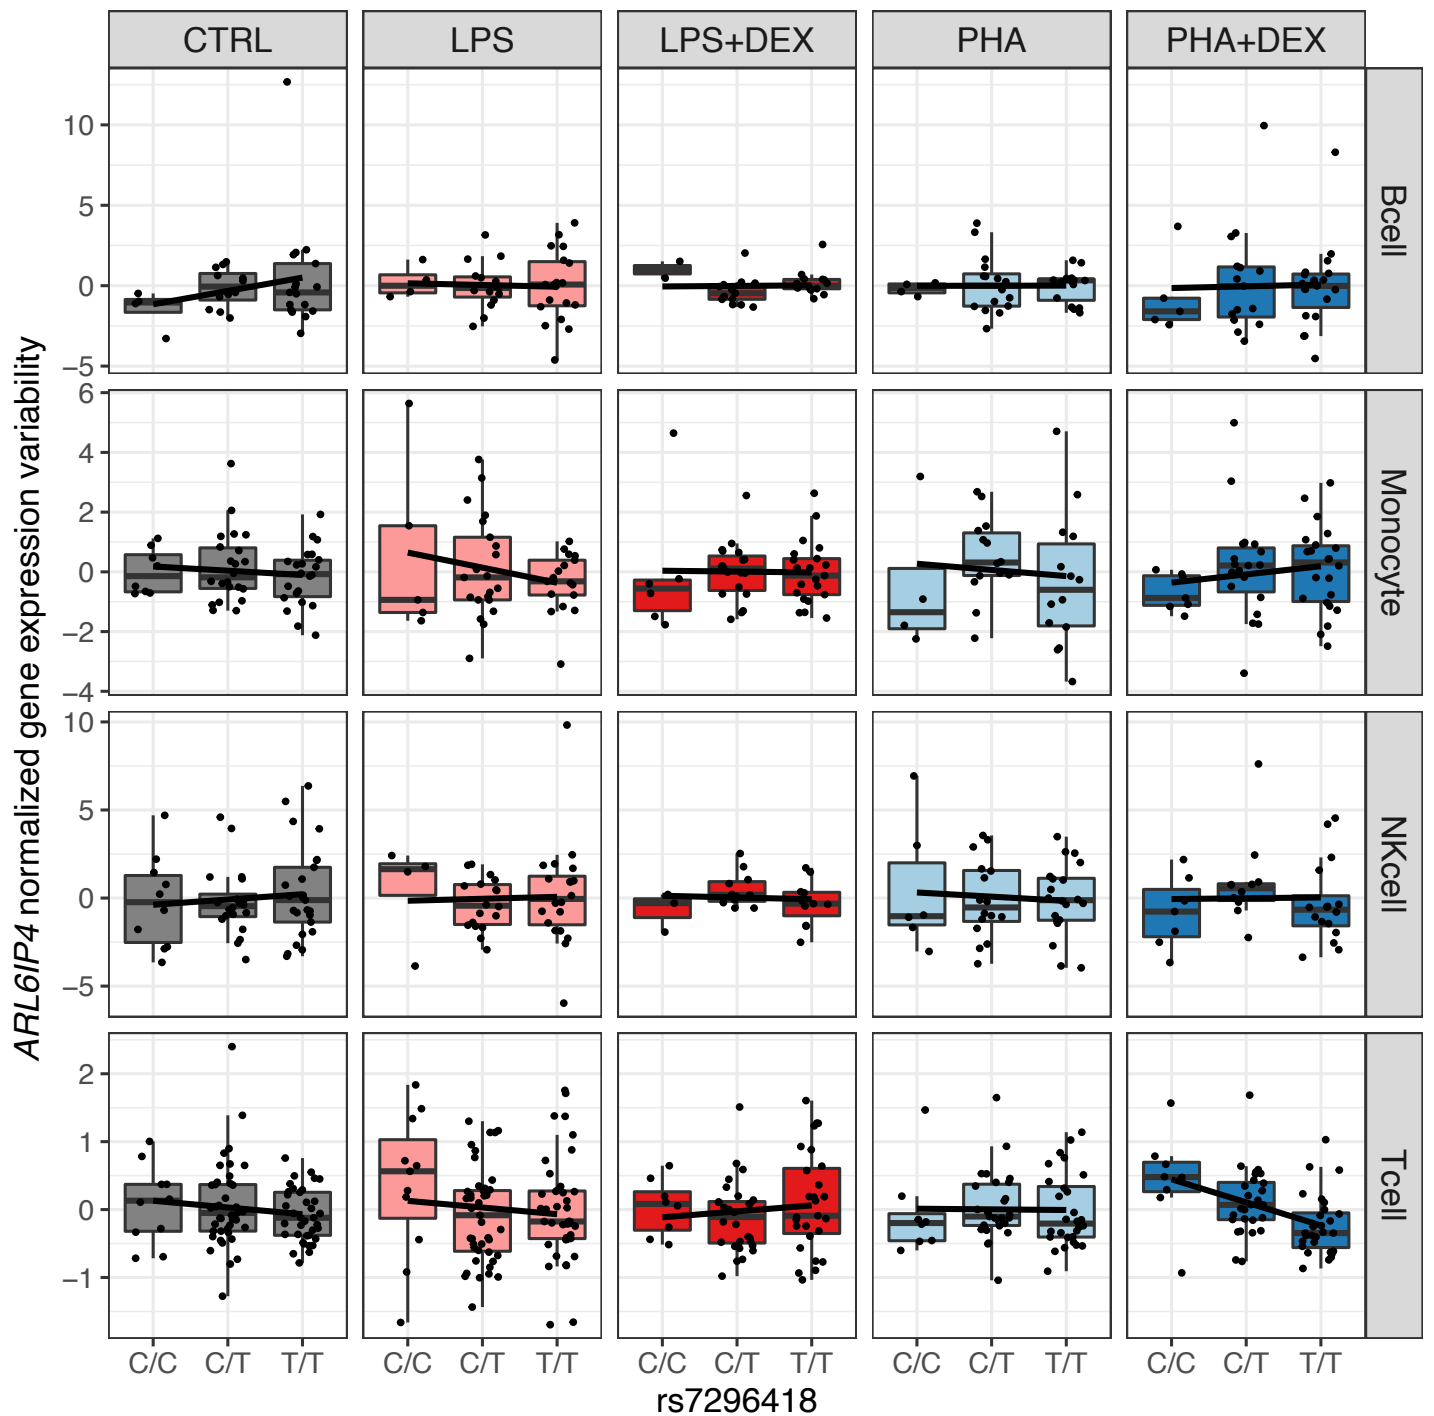 CTRL LPS LPS+DEX PHA PHA+DEX
10
5
0
−5
Bcell
6
4
2
0
−2
−4
Monocyte
10
5
0
−5
NKcell
2
1
0
−1
Tcell
ARL6IP4 normalized gene expression variability
C/C C/T T/T C/C C/T T/T C/C C/T T/T C/C C/T T/T C/C C/T T/T
rs7296418